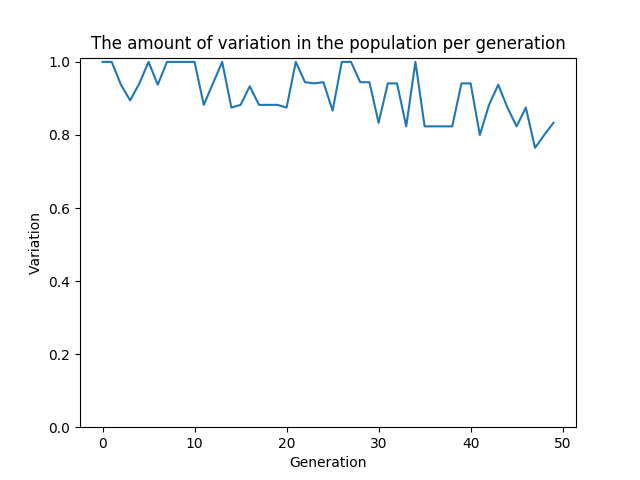 The amount of variation in the population per generation
1.0
0.8
0.6
0.4
0.2
0.0
Variation
0 10 20 30 40 50
Generation